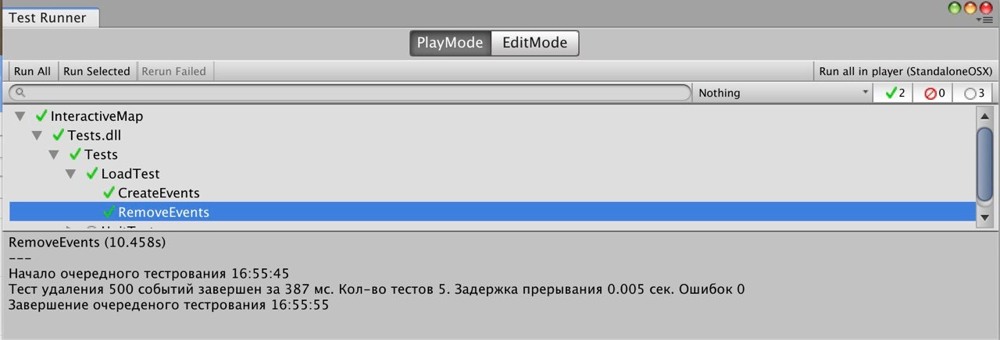 Test Runner
PlayMode EditMode
Run All Run Selected Rerun Failed Run all in player (StandaloneOSX)
Nothing 2 0 3
InteractiveMap
Tests.dll
Tests
LoadTest
CreateEvents
RemoveEvents
RemoveEvents (10.458s)
---
Начало очередного тестрования 16:55:45
Тест удаления 500 событий завершен за 387 мс. Кол-во тестов 5. Задержка прерывания 0.005 сек. Ошибок 0
Завершение очереденого тестрования 16:55:55